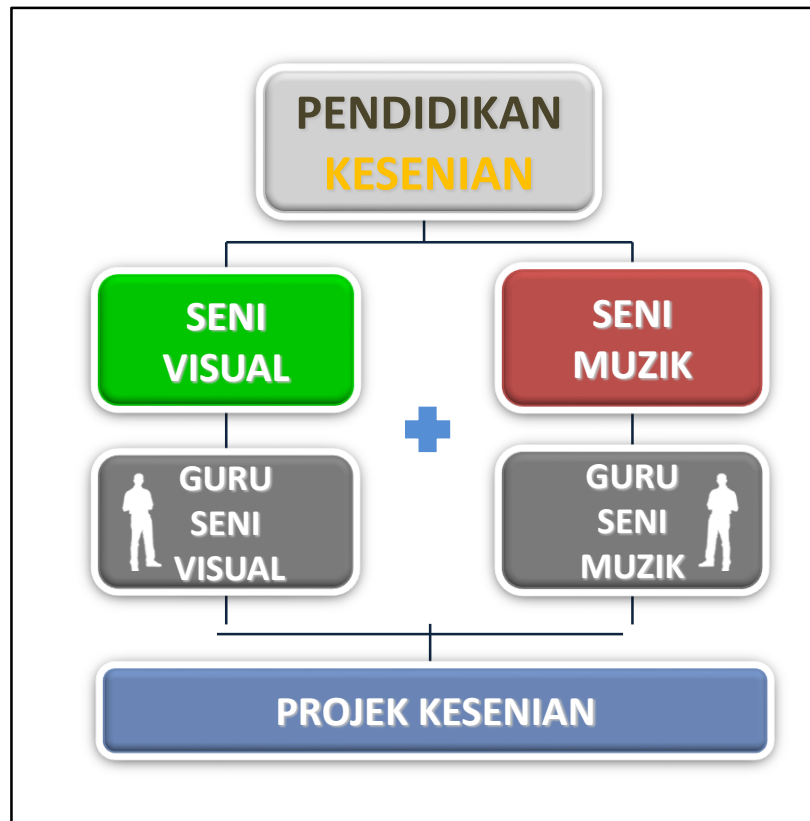 PENDIDIKAN
KESENIAN
SENI
VISUAL
SENI
MUZIK
GURU
SENI
VISUAL
GURU
SENI
MUZIK
PROJEK KESENIAN